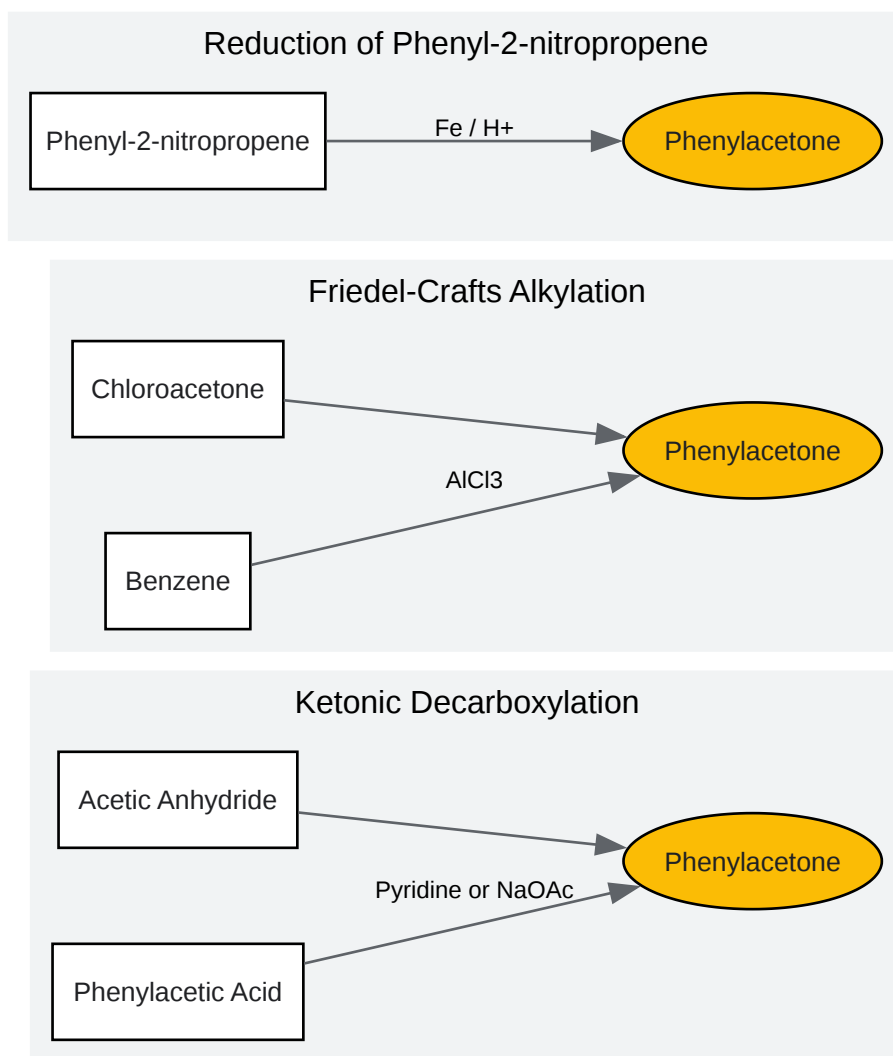 Reduction of Phenyl-2-nitropropene
Phenyl-2-nitropropene
Fe / H+
Phenylacetone
Friedel-Crafts Alkylation
Chloroacetone
Phenylacetone
AlCl3
Benzene
Ketonic Decarboxylation
Acetic Anhydride
Phenylacetone
Pyridine or NaOAc
Phenylacetic Acid